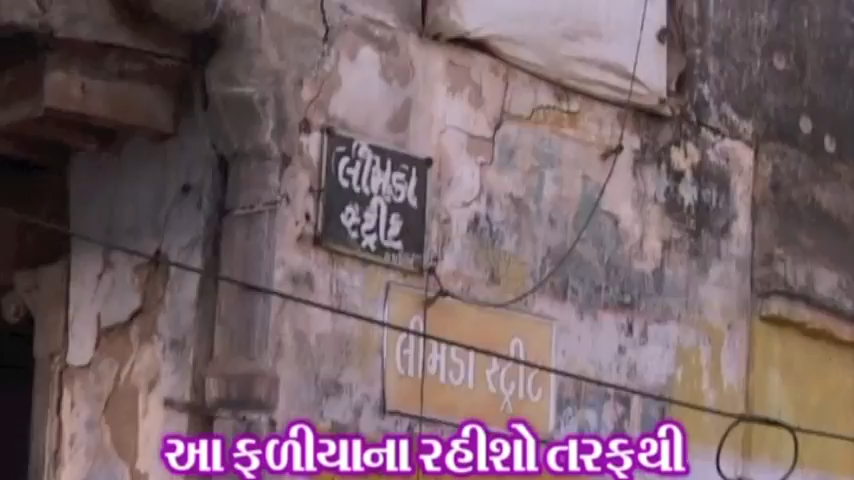 લીમડા
સ્ટ્રીટ
લીમડા સ્ટ્રીટ
આ ફળીયાના રહીશો તરફથી